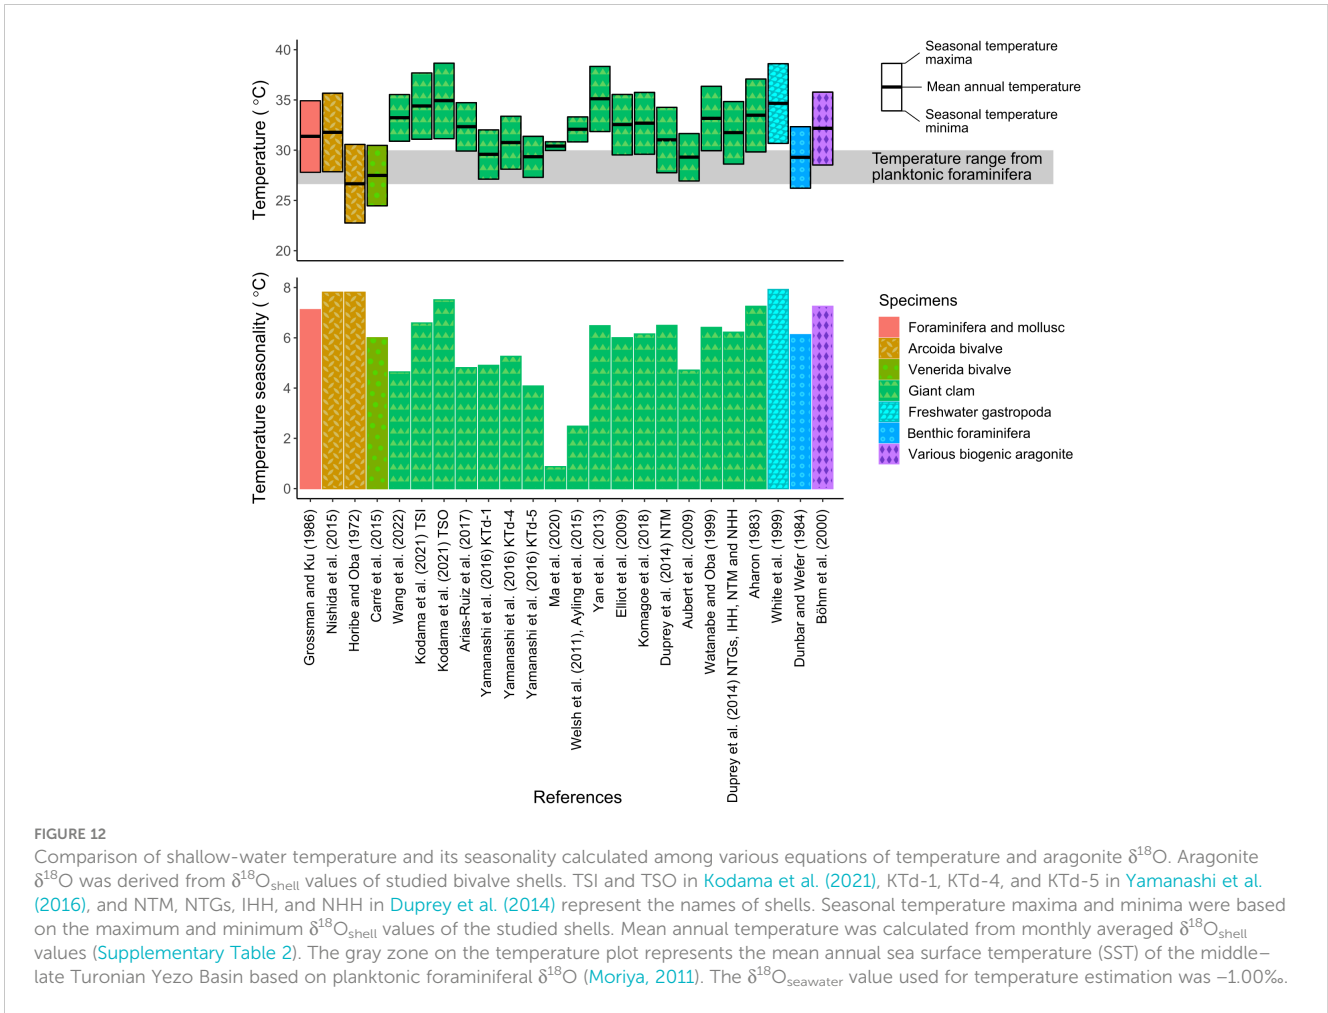 Temperature ( °C)
40
35
30
25
20
Seasonal temperature
maxima
Mean annual temperature
Seasonal temperature
minima
Temperature range from
planktonic foraminifera
Temperature seasonality ( °C)
8
6
4
2
0
Specimens
Foraminifera and mollusc
Arcoida bivalve
Venerida bivalve
Giant clam
Freshwater gastropoda
Benthic foraminifera
Various biogenic aragonite
Grossman and Ku (1986)
Nishida et al. (2015)
Horibe and Oba (1972)
Carré et al. (2015)
Wang et al. (2022)
Kodama et al. (2021) TSI
Kodama et al. (2021) TSO
Arias-Ruiz et al. (2017)
Yamanashi et al. (2016) KTd-1
Yamanashi et al. (2016) KTd-4
Yamanashi et al. (2016) KTd-5
Ma et al. (2020)
Welsh et al. (2011), Ayling et al. (2015)
Yan et al. (2013)
Elliot et al. (2009)
Komagoe et al. (2018)
Duprey et al. (2014) NTM
Aubert et al. (2009)
Watanabe and Oba (1999)
Duprey et al. (2014) NTGs, IHH, NTM and NHH
Aharon (1983)
White et al. (1999)
Dunbar and Wefer (1984)
Böhm et al. (2000)
References
FIGURE 12
Comparison of shallow-water temperature and its seasonality calculated among various equations of temperature and aragonite δ18O. Aragonite
δ18O was derived from δ18Oshell values of studied bivalve shells. TSI and TSO in Kodama et al. (2021), KTd-1, KTd-4, and KTd-5 in Yamanashi et al.
(2016), and NTM, NTGs, IHH, and NHH in Duprey et al. (2014) represent the names of shells. Seasonal temperature maxima and minima were based
on the maximum and minimum δ18Oshell values of the studied shells. Mean annual temperature was calculated from monthly averaged δ18Oshell
values (Supplementary Table 2). The gray zone on the temperature plot represents the mean annual sea surface temperature (SST) of the middle–
late Turonian Yezo Basin based on planktonic foraminiferal δ18O (Moriya, 2011). The δ18Oseawater value used for temperature estimation was −1.00‰.